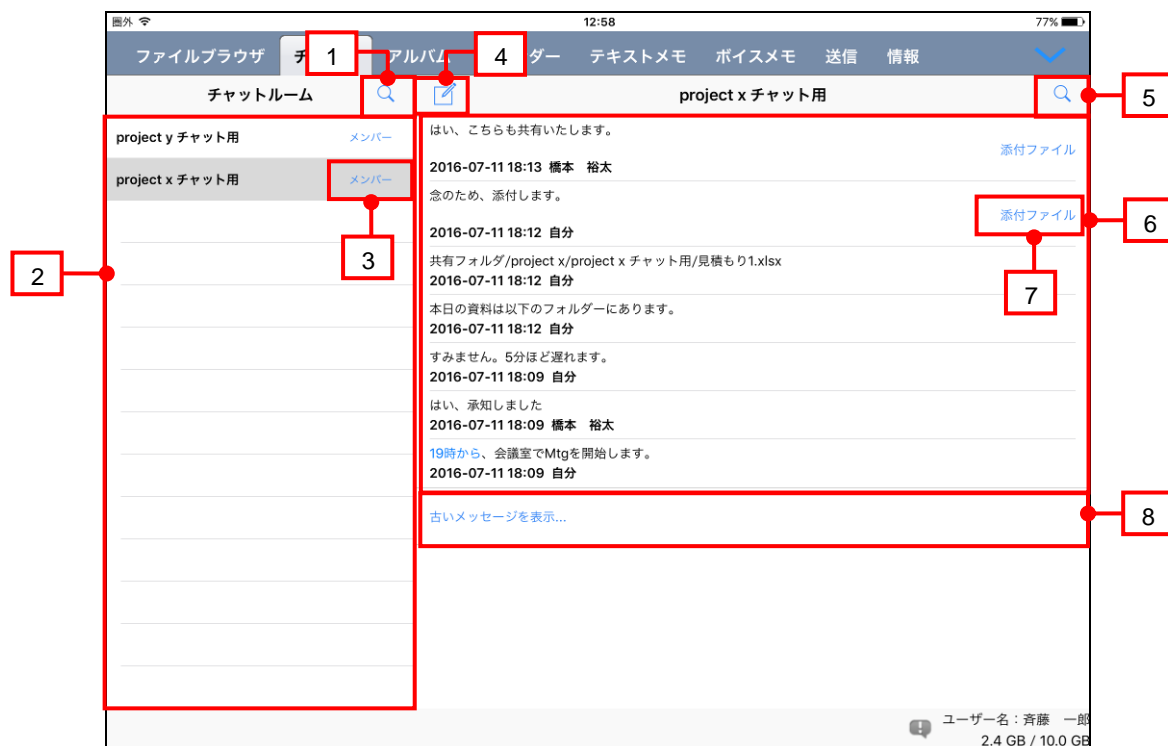 圏外 12:58 77%
ファイルブラウザ チ アルバム ダー テキストメモ ボイスメモ 送信 情報
1
4
チャットルーム
project x チャット用
5
project y チャット用 メンバー
project x チャット用 メンバー
2
3
はい、こちらも共有いたします。
添付ファイル
2016-07-11 18:13 橋本 裕太
念のため、添付します。
添付ファイル
2016-07-11 18:12 自分
6
7
共有フォルダ/project x/project x チャット用/見積もり1.xlsx
2016-07-11 18:12 自分
本日の資料は以下のフォルダーにあります。
2016-07-11 18:12 自分
すみません。5分ほど遅れます。
2016-07-11 18:09 自分
はい、承知しました
2016-07-11 18:09 橋本 裕太
19時から、会議室でMtgを開始します。
2016-07-11 18:09 自分
古いメッセージを表示...
8
ユーザー名：斉藤 一郎
2.4 GB / 10.0 GB